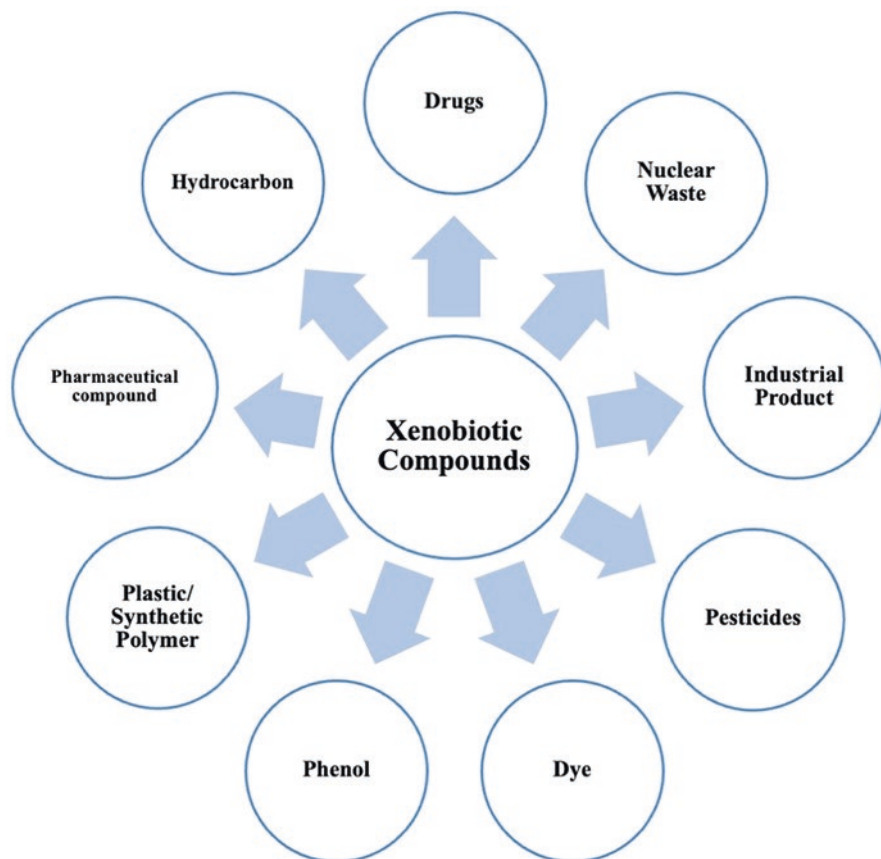 Drugs
Nuclear
Waste
Industrial
Product
Pesticides
Dye
Phenol
Plastic/
Synthetic
Polymer
Pharmaceutical
compound
Hydrocarbon
Xenobiotic
Compounds